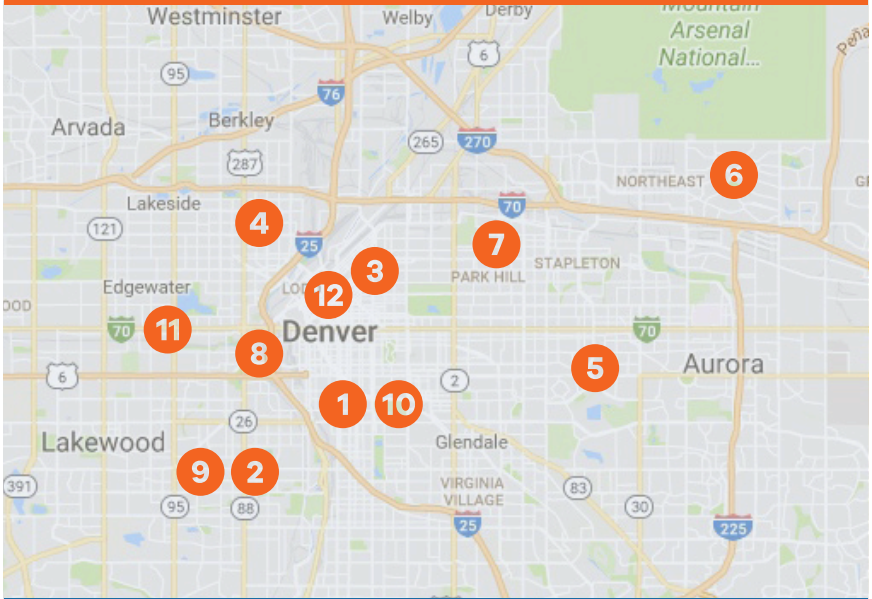 Westminster
Welby
Derby
Mountain
Arsenal
National...
Peña
6
95
76
Arvada
Berkley
265
270
287
NORTHEAST
6
Lakeside
70
4
121
25
7
STAPLETON
PARK HILL
3
Edgewater
12
70
11
Denver
70
8
5
Aurora
6
2
1
10
26
Lakewood
Glendale
9
2
391
VIRGINIA
VILLAGE
83
95
88
30
25
225